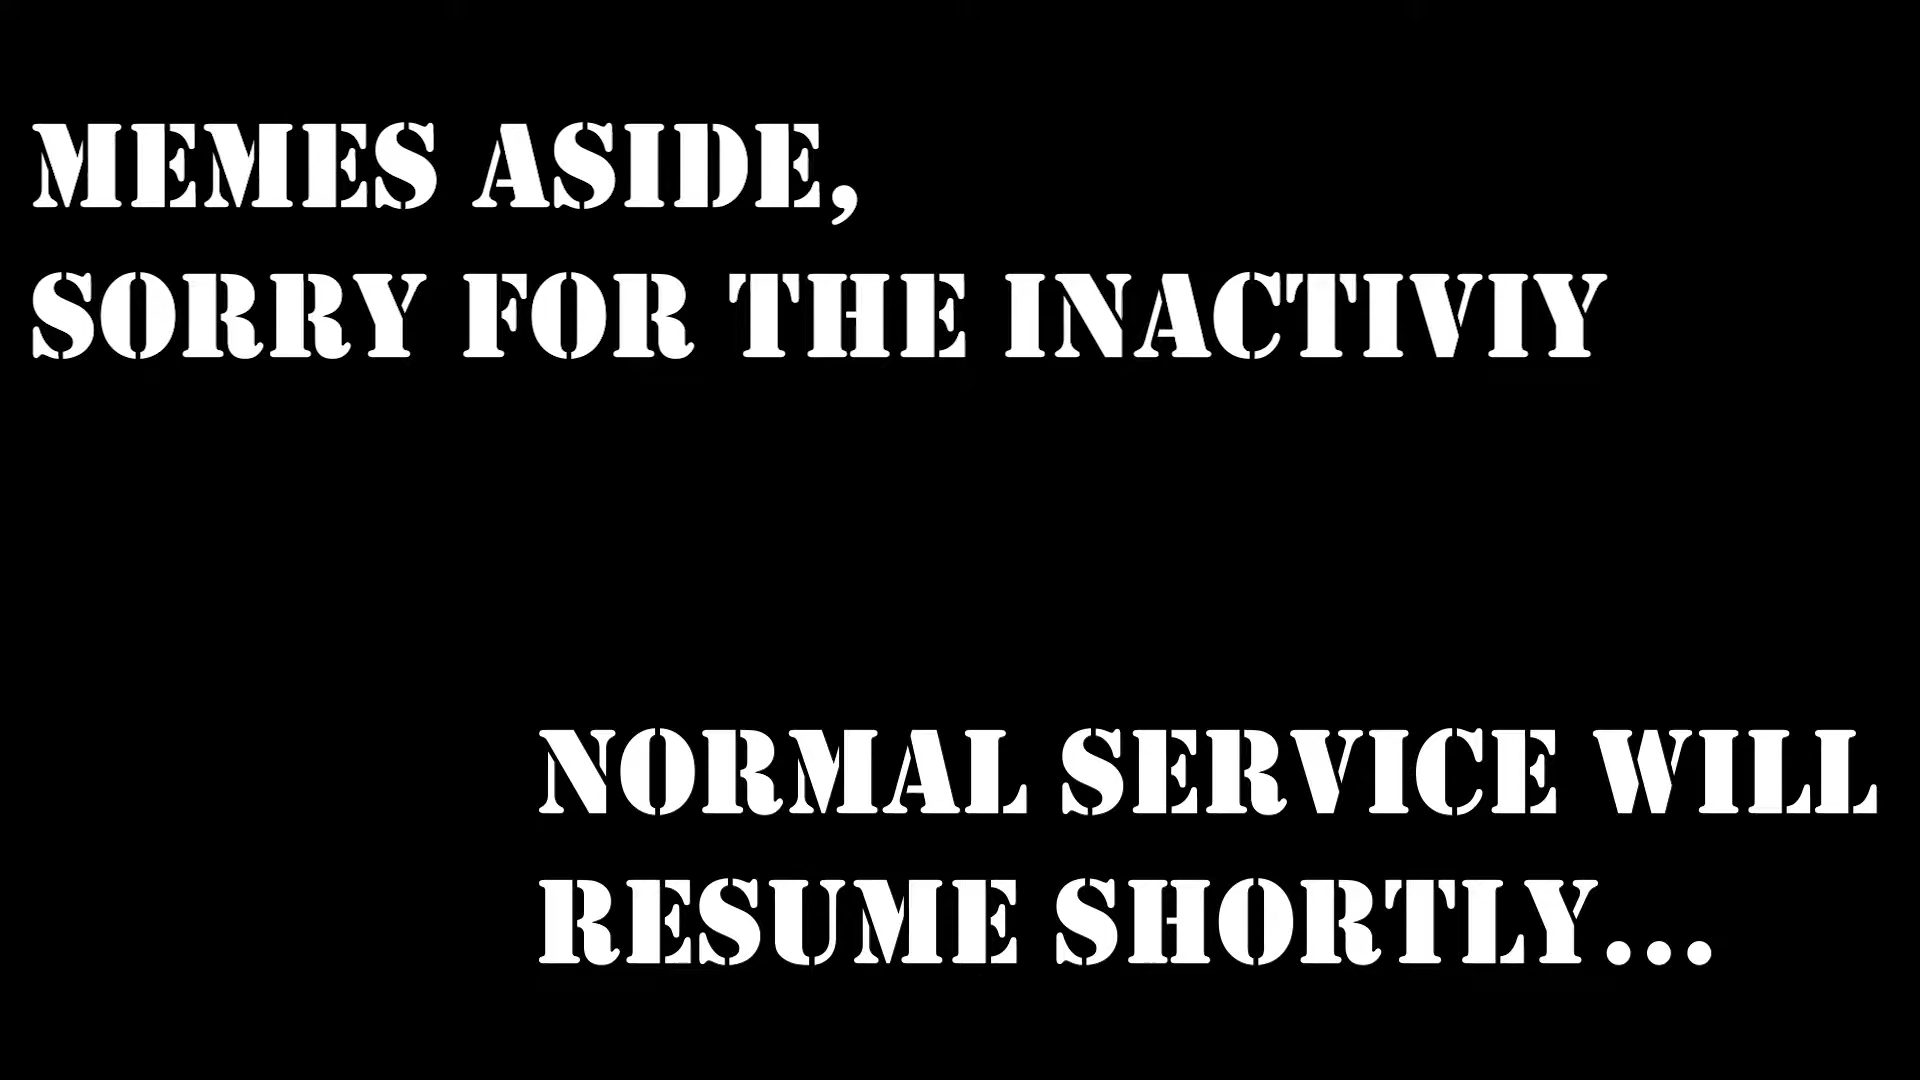 MEMES ASIDE,
SORRY FOR THE INACTIVIY
NORMAL SERVICE WILL
RESUME SHORTLY...